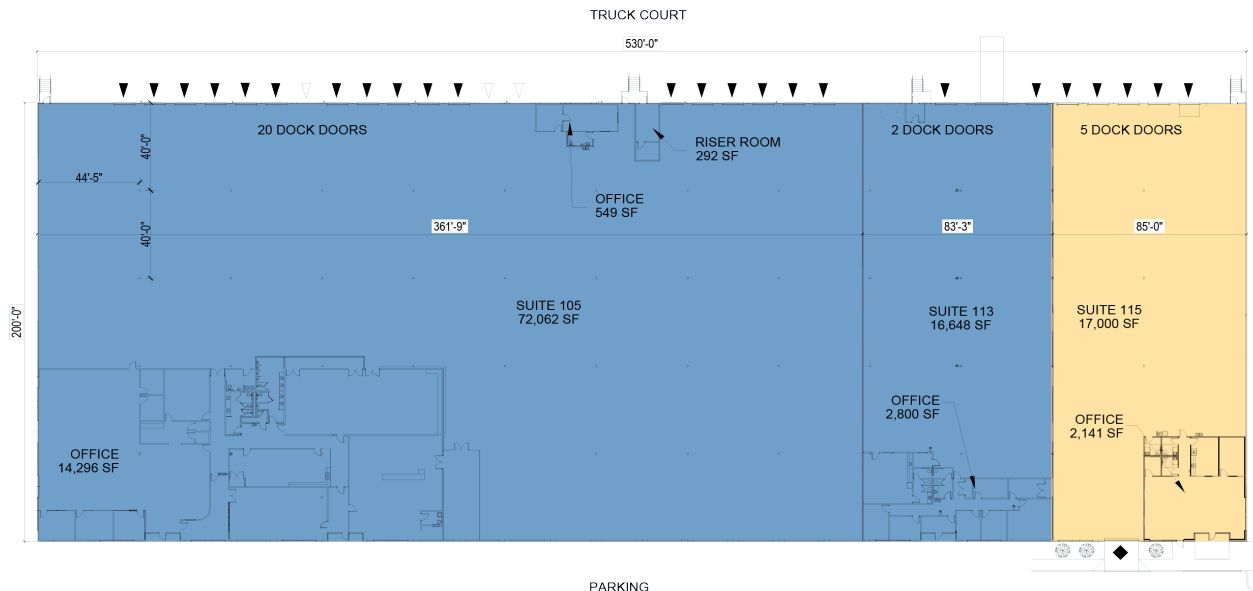 TRUCK COURT
530'-0"
20 DOCK DOORS
2 DOCK DOORS
5 DOCK DOORS
40'-0"
RISER ROOM
292 SF
44'-5"
OFFICE
549 SF
40'-0"
361'-9"
83'-3"
85'-0"
200'-0"
SUITE 105
72,062 SF
SUITE 113
16,648 SF
SUITE 115
17,000 SF
OFFICE
2,800 SF
OFFICE
2,141 SF
OFFICE
14,296 SF
PARKING